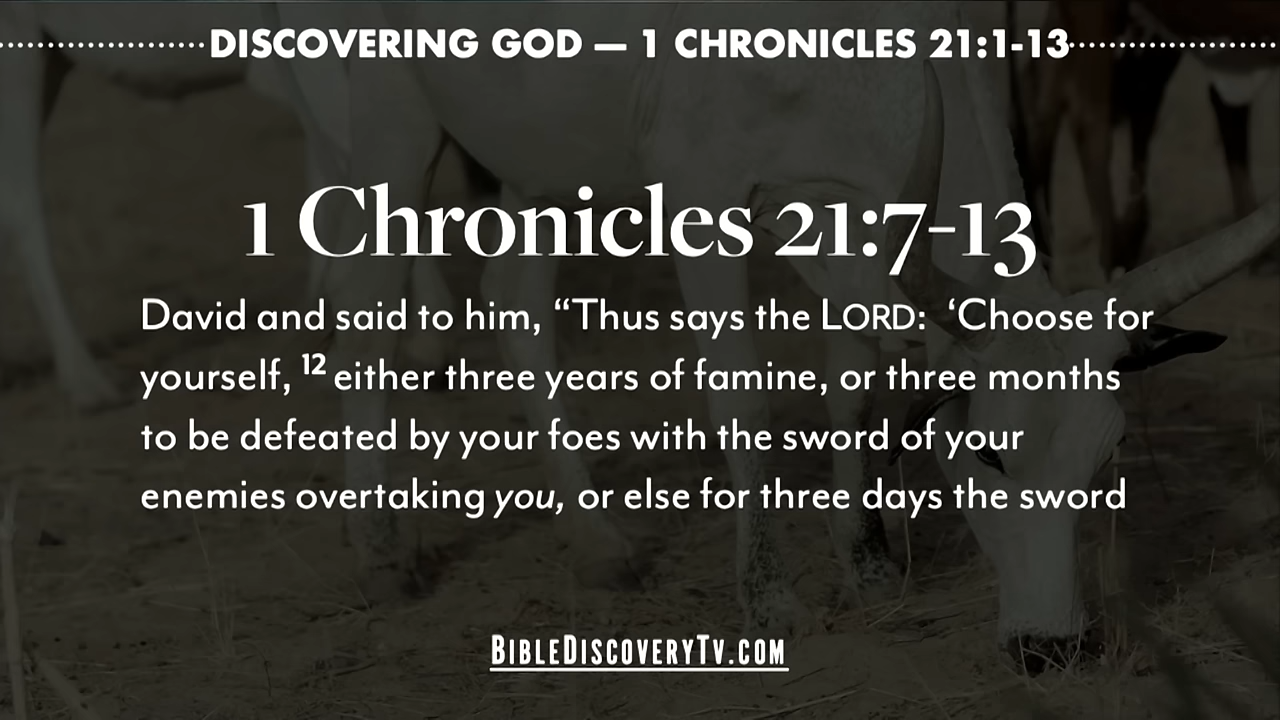 DISCOVERING GOD — 1 CHRONICLES 21:1-13
1 Chronicles 21:7-13
David and said to him, “Thus says the LORD: ‘Choose for
yourself, 12 either three years of famine, or three months
to be defeated by your foes with the sword of your
enemies overtaking you, or else for three days the sword
BIBLEDISCOVERYTV.COM